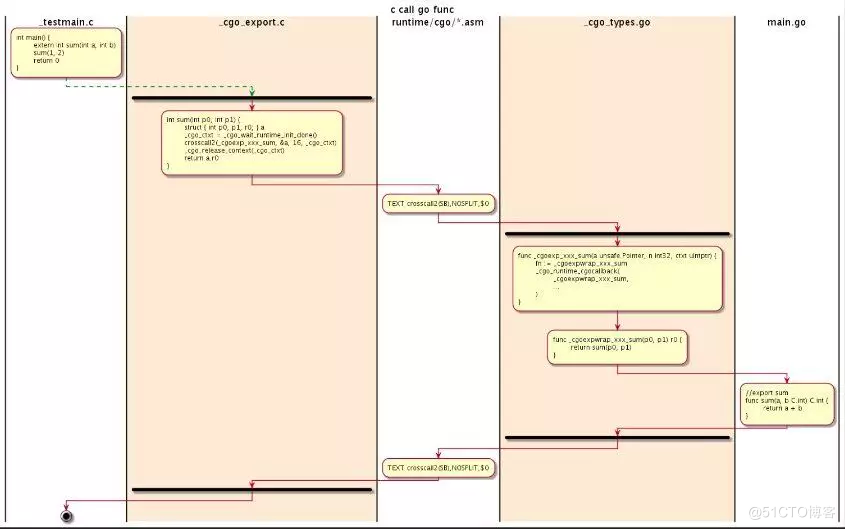 c call go func
_testmain.c
_cgo_export.c
runtime/cgo/*.asm
_cgo_types.go
main.go
int main() {
extern int sum(int a, int b)
sum(1, 2)
return 0
}
int sum(int p0, int p1) {
struct { int p0, p1, r0; } a
_cgo_ctxt = _cgo_wait_runtime_init_done()
crosscall2(_cgoexp_xxx_sum, &a, 16, _cgo_ctxt)
_cgo_release_context(_cgo_ctxt)
return a.r0
}
TEXT crosscall2(SB),NOSPLIT,$0
func _cgoexp_xxx_sum(a unsafe.Pointer, n int32, ctxt uintptr) {
fn := _cgoexpwrap_xxx_sum
_cgo_runtime_cgocallback(
_cgoexpwrap_xxx_sum,
...
)
}
func _cgoexpwrap_xxx_sum(p0, p1) r0 {
return sum(p0, p1)
}
//export sum
func sum(a, b C.int) C.int {
return a + b
}
TEXT crosscall2(SB),NOSPLIT,$0
@51CTO博客